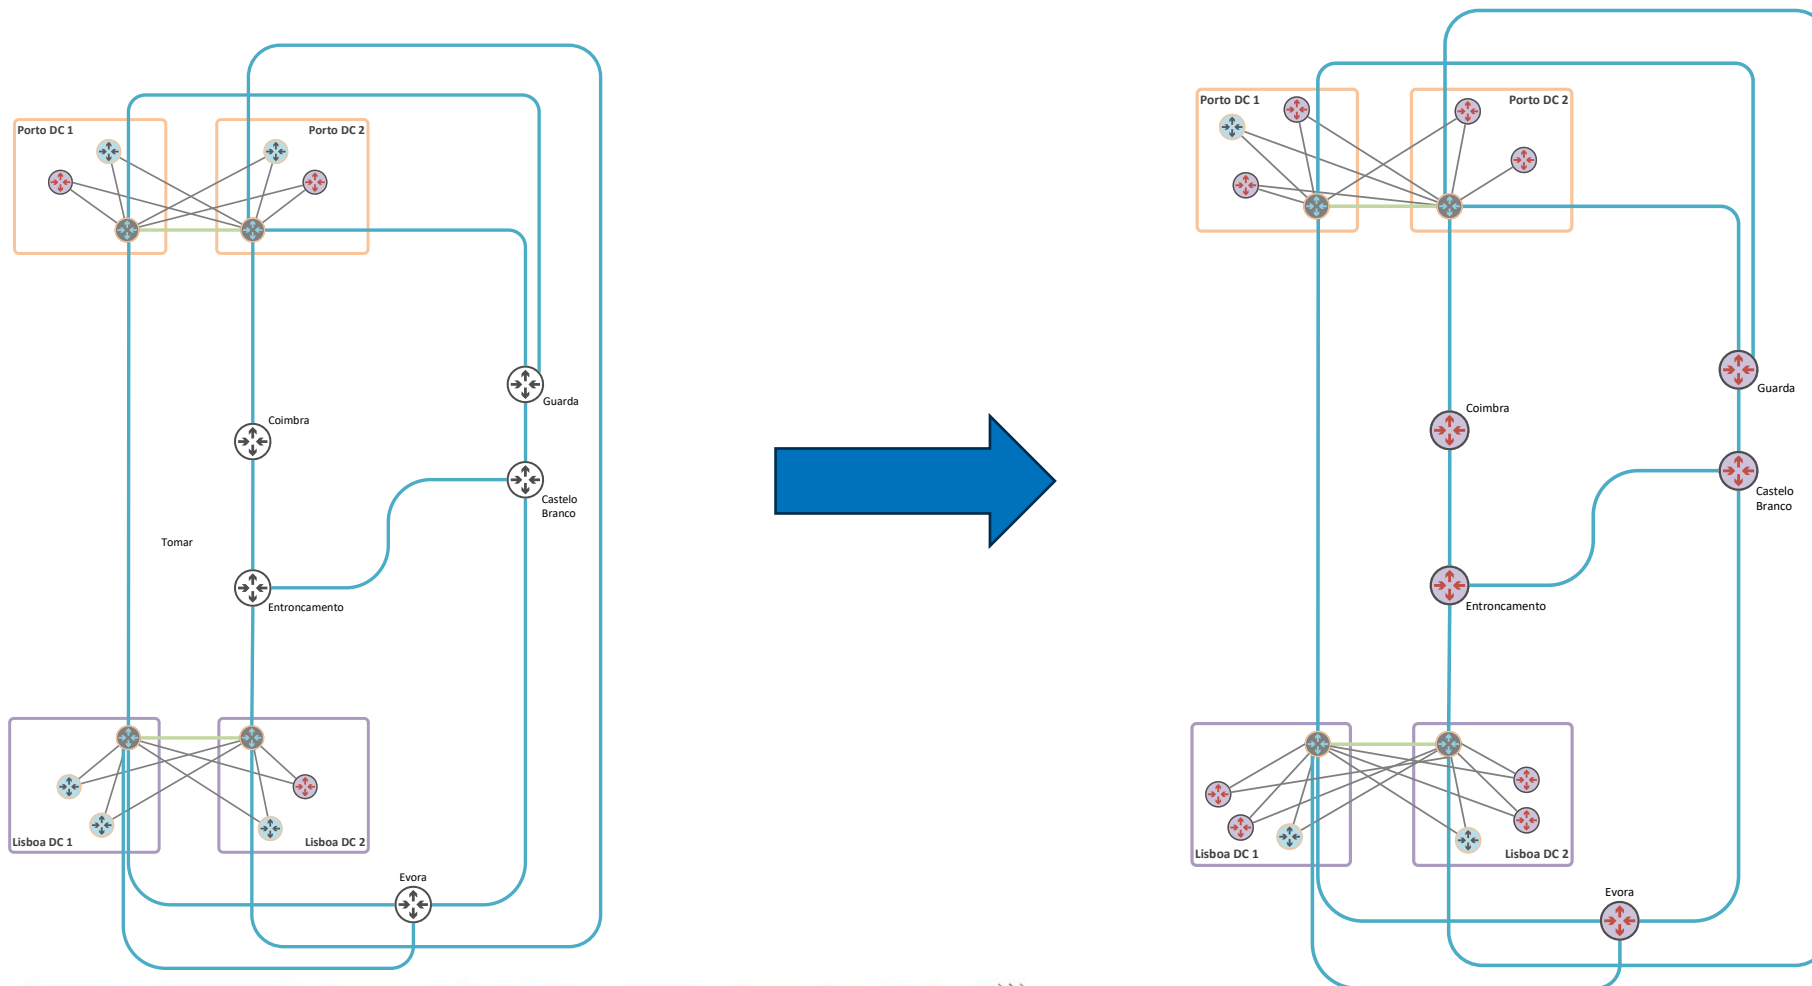 Porto DC 1
Porto DC 2
Guarda
Coimbra
Castelo
Branco
Tomar
Entroncamento
Lisboa DC 1
Lisboa DC 2
Evora
Porto DC 1
Porto DC 2
Guarda
Coimbra
Castelo
Branco
Entroncamento
Lisboa DC 1
Lisboa DC 2
Evora